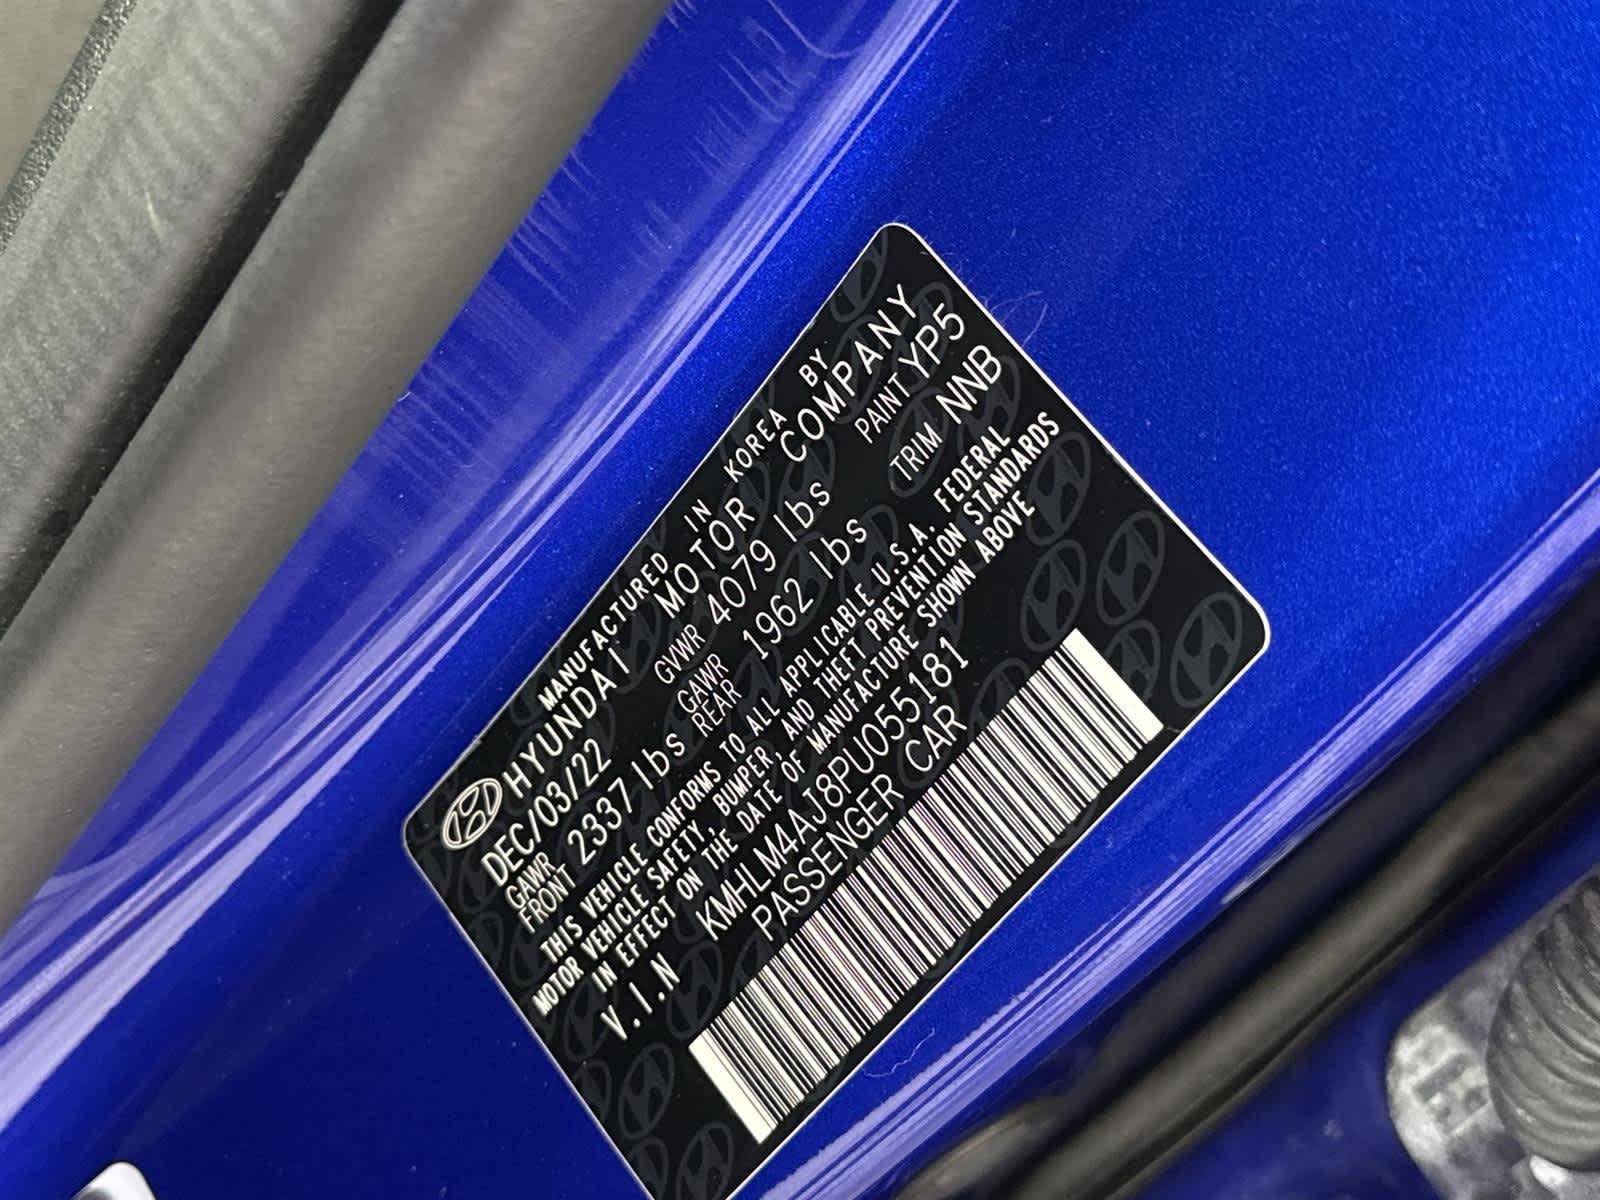 MANUFACTURED IN KOREA BY
HYUNDAI MOTOR COMPANY
DEC/03/22 GVWR 4079 lbs PAINT YP5
GAWR FRONT 2337 lbs GAWR REAR 1962 lbs TRIM NNB
THIS VEHICLE CONFORMS TO ALL APPLICABLE U.S.A. FEDERAL
MOTOR VEHICLE SAFETY, BUMPER, AND THEFT PREVENTION STANDARDS
IN EFFECT ON THE DATE OF MANUFACTURE SHOWN ABOVE
V.I.N KMHLM4AJ8PU055181
PASSENGER CAR